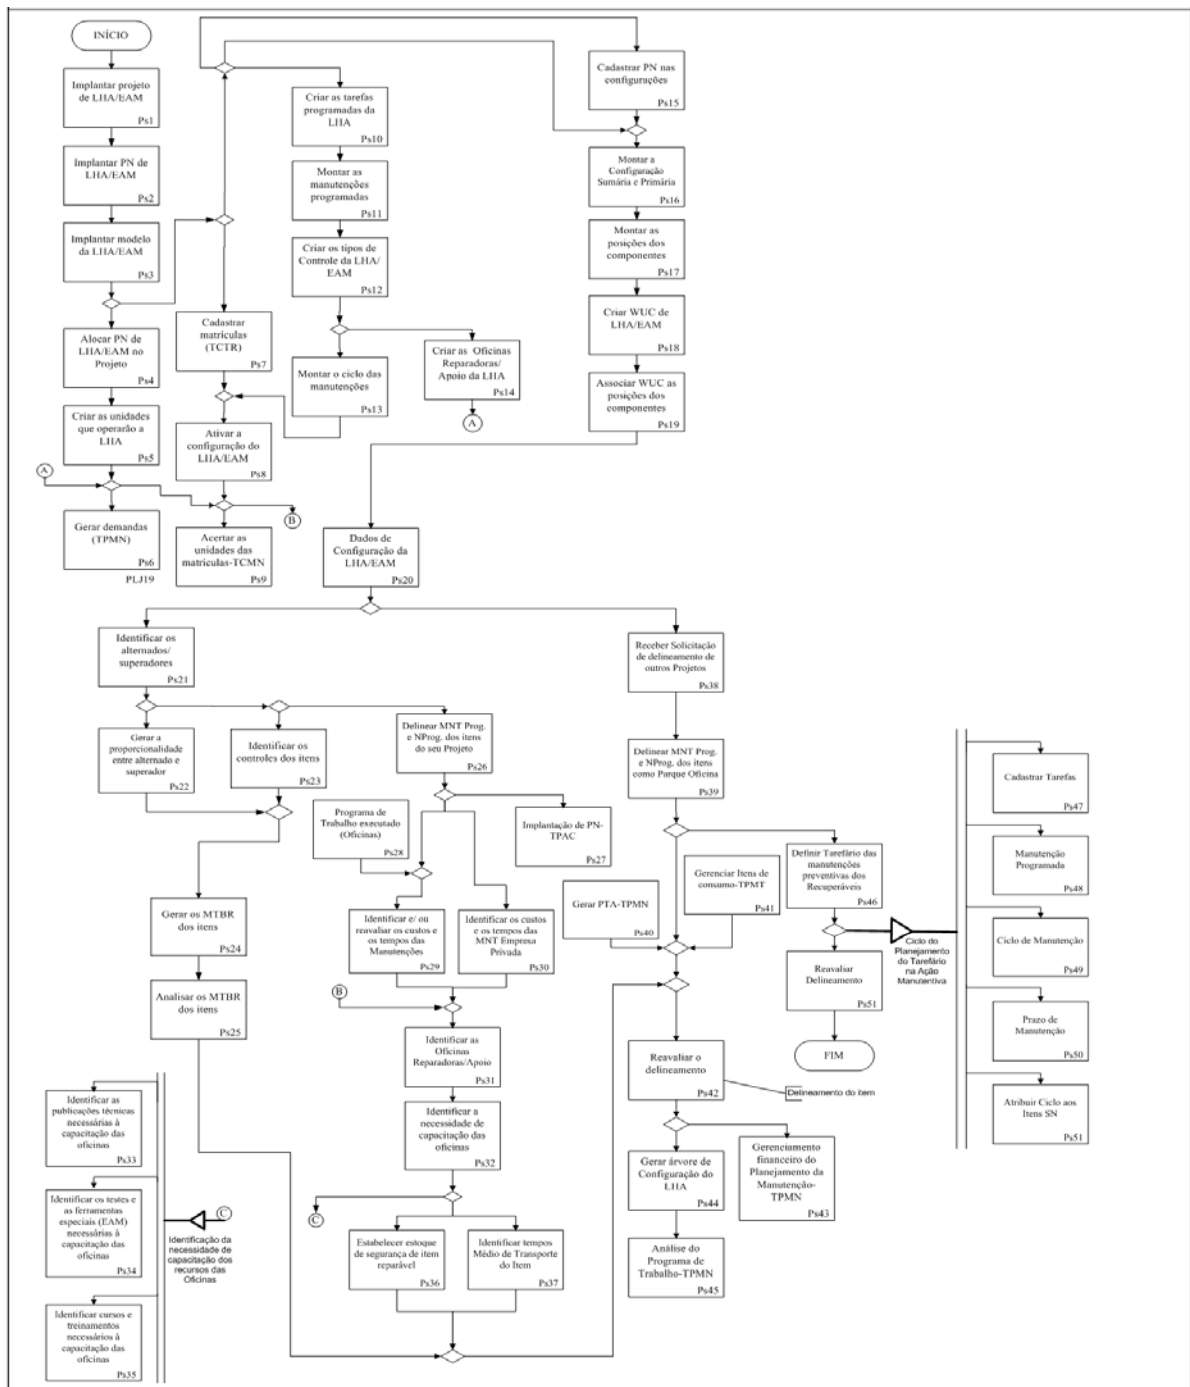 INÍCIO
Implantar projeto
de LHA/EAM
Ps1
Implantar PN de
LHA/EAM
Ps2
Implantar modelo
da LHA/EAM
Ps3
Alocar PN de
LHA/EAM no
Projeto
Ps4
Criar as unidades
que operarão a
LHA
Ps5
A
Gerar demandas
(TPMN)
Ps6
PLJ19
Cadastrar
matrículas
(TCTR)
Ps7
Ativar a
configuração do
LHA/EAM
Ps8
B
Acertar as
unidades das
matrículas-TCMN
Ps9
Criar as tarefas
programadas da
LHA
Ps10
Montar as
manutenções
programadas
Ps11
Criar os tipos de
Controle da LHA/
EAM
Ps12
Montar o ciclo das
manutenções
Ps13
Criar as Oficinas
Reparadoras/
Apoio da LHA
Ps14
A
Cadastrar PN nas
configurações
Ps15
Montar a
Configuração
Sumária e Primária
Ps16
Montar as
posições dos
componentes
Ps17
Criar WUC de
LHA/EAM
Ps18
Associar WUC as
posições dos
componentes
Ps19
Dados de
Configuração da
LHA/EAM
Ps20
Identificar os
alternados/
superadores
Ps21
Gerar a
proporcionalidade
entre alternado e
superador
Ps22
Identificar os
controles dos itens
Ps23
Gerar os MTBR
dos itens
Ps24
Analisar os MTBR
dos itens
Ps25
Delinear MNT Prog.
e NProg. dos itens
do seu Projeto
Ps26
Implantação de PN-
TPAC
Ps27
Programa de
Trabalho executado
(Oficinas)
Ps28
Identificar e/ ou
reavaliar os custos e
os tempos das
Manutenções
Ps29
Identificar os custos
e os tempos das
MNT Empresa
Privada
Ps30
B
Identificar as
Oficinas
Reparadoras/Apoio
Ps31
Identificar a
necessidade de
capacitação das
oficinas
Ps32
C
Identificar as
publicações técnicas
necessárias à
capacitação das
oficinas
Ps33
Identificar os testes e
as ferramentas
especiais (EAM)
necessárias à
capacitação das
oficinas
Ps34
Identificar cursos e
treinamentos
necessários à
capacitação das
oficinas
Ps35
C
Identificação da
necessidade de
capacitação dos
recursos das
Oficinas
Estabelecer estoque
de segurança de item
reparável
Ps36
Identificar tempos
Médio de Transporte
do Item
Ps37
Receber Solicitação
de delineamento de
outros Projetos
Ps38
Delinear MNT Prog.
e NProg. dos itens
como Parque Oficina
Ps39
Gerar PTA-TPMN
Ps40
Gerenciar Itens de
consumo-TPMT
Ps41
Reavaliar o
delineamento
Ps42
Delineamento do item
Gerenciamento
financeiro do
Planejamento da
Manutenção-
TPMN
Ps43
Gerar árvore de
Configuração do
LHA
Ps44
Análise do
Programa de
Trabalho-TPMN
Ps45
Definir Tarefário das
manutenções
preventivas dos
Recuperáveis
Ps46
Reavaliar
Delineamento
Ps51
FIM
Ciclo do
Planejamento
do Tarefário
na Ação
Manutentiva
Cadastrar Tarefas
Ps47
Manutenção
Programada
Ps48
Ciclo de Manutenção
Ps49
Prazo de
Manutenção
Ps50
Atribuir Ciclo aos
Itens SN
Ps51